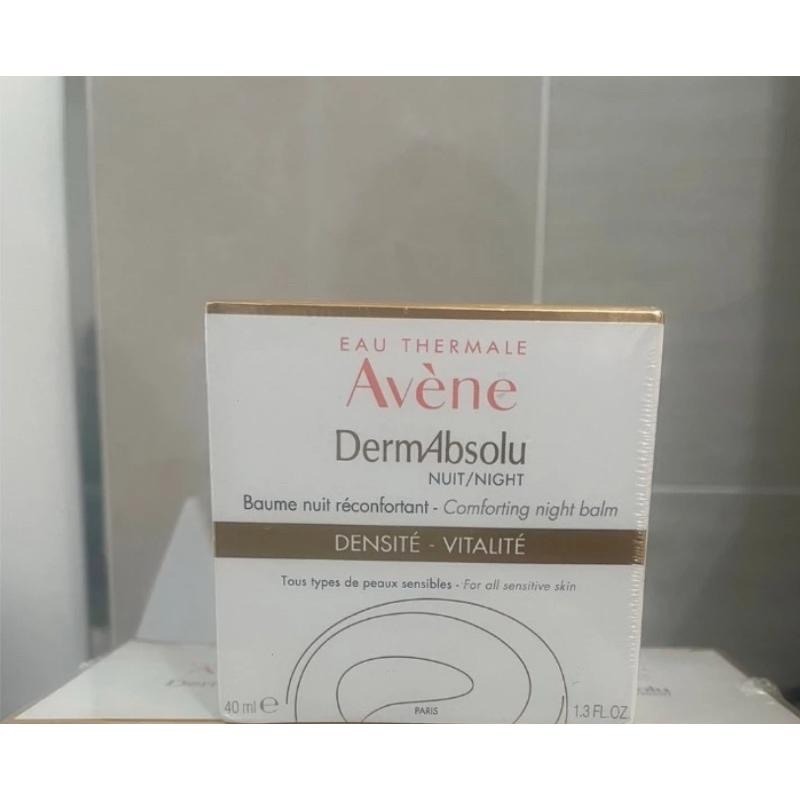 EAU THERMALE
Avène
DermAbsolu
NUIT/NIGHT
Baume nuit réconfortant - Comforting night balm
DENSITÉ - VITALITÉ
Tous types de peaux sensibles - For all sensitive skin
40 ml ℮
PARIS
1.3 FL.OZ.